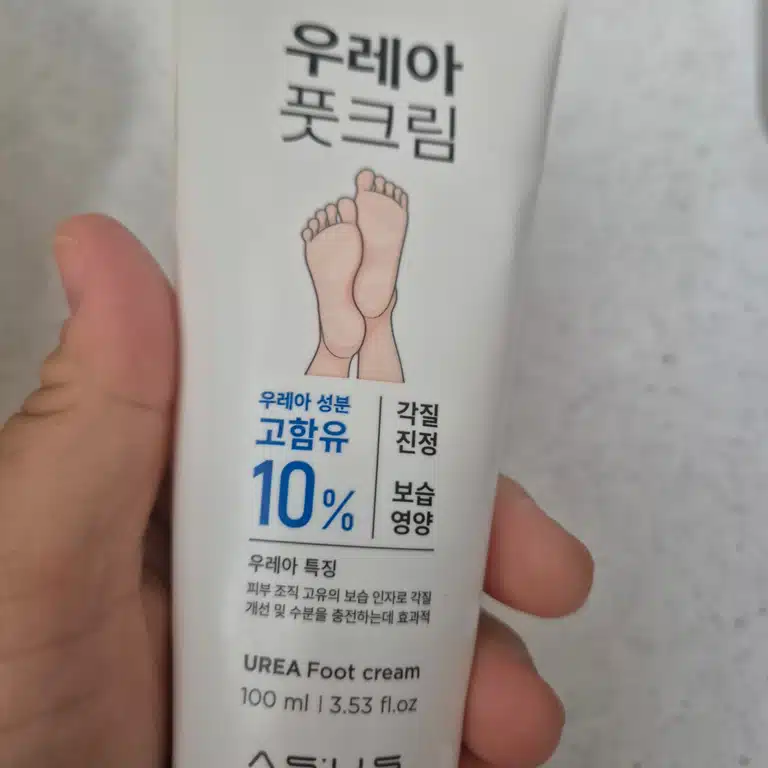 우레아
풋크림
우레아 성분
고함유
10%
각질
진정
보습
영양
우레아 특징
피부 조직 고유의 보습 인자로 각질
개선 및 수분을 충전하는데 효과적
UREA Foot cream
100 ml | 3.53 fl.oz